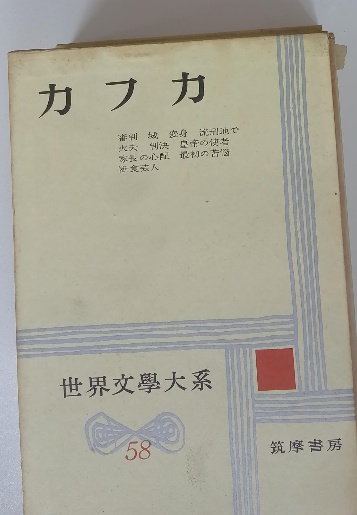 カフカ
審判　城　変身　流刑地で
火夫　判決　皇帝の使者
家長の心配　最初の苦悩
断食芸人
世界文學大系
58
筑摩書房